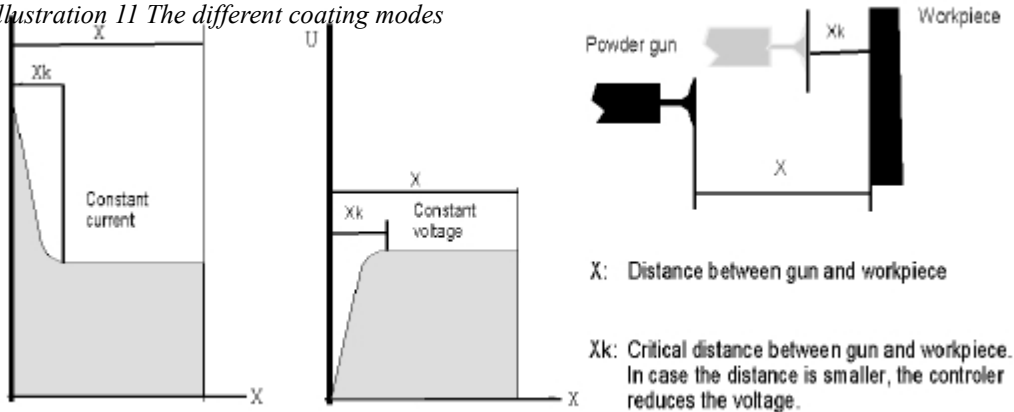 llustration 11 The different coating modes
X
Xk
Constant
current
X
U
X
Xk
Constant
voltage
X
Powder gun
Xk
Workpiece
X
X: Distance between gun and workpiece
Xk: Critical distance between gun and workpiece.
In case the distance is smaller, the controler
reduces the voltage.